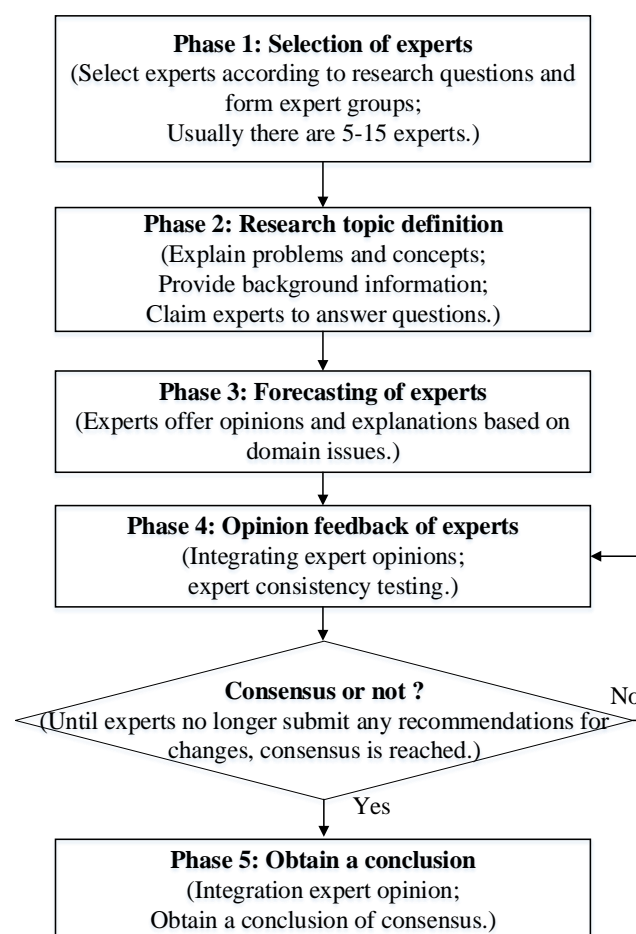 Phase 1: Selection of experts
(Select experts according to research questions and
form expert groups;
Usually there are 5-15 experts.)
Phase 2: Research topic definition
(Explain problems and concepts;
Provide background information;
Claim experts to answer questions.)
Phase 3: Forecasting of experts
(Experts offer opinions and explanations based on
domain issues.)
Phase 4: Opinion feedback of experts
(Integrating expert opinions;
expert consistency testing.)
Consensus or not ?
No
(Until experts no longer submit any recommendations for
changes, consensus is reached.)
Yes
Phase 5: Obtain a conclusion
(Integration expert opinion;
Obtain a conclusion of consensus.)